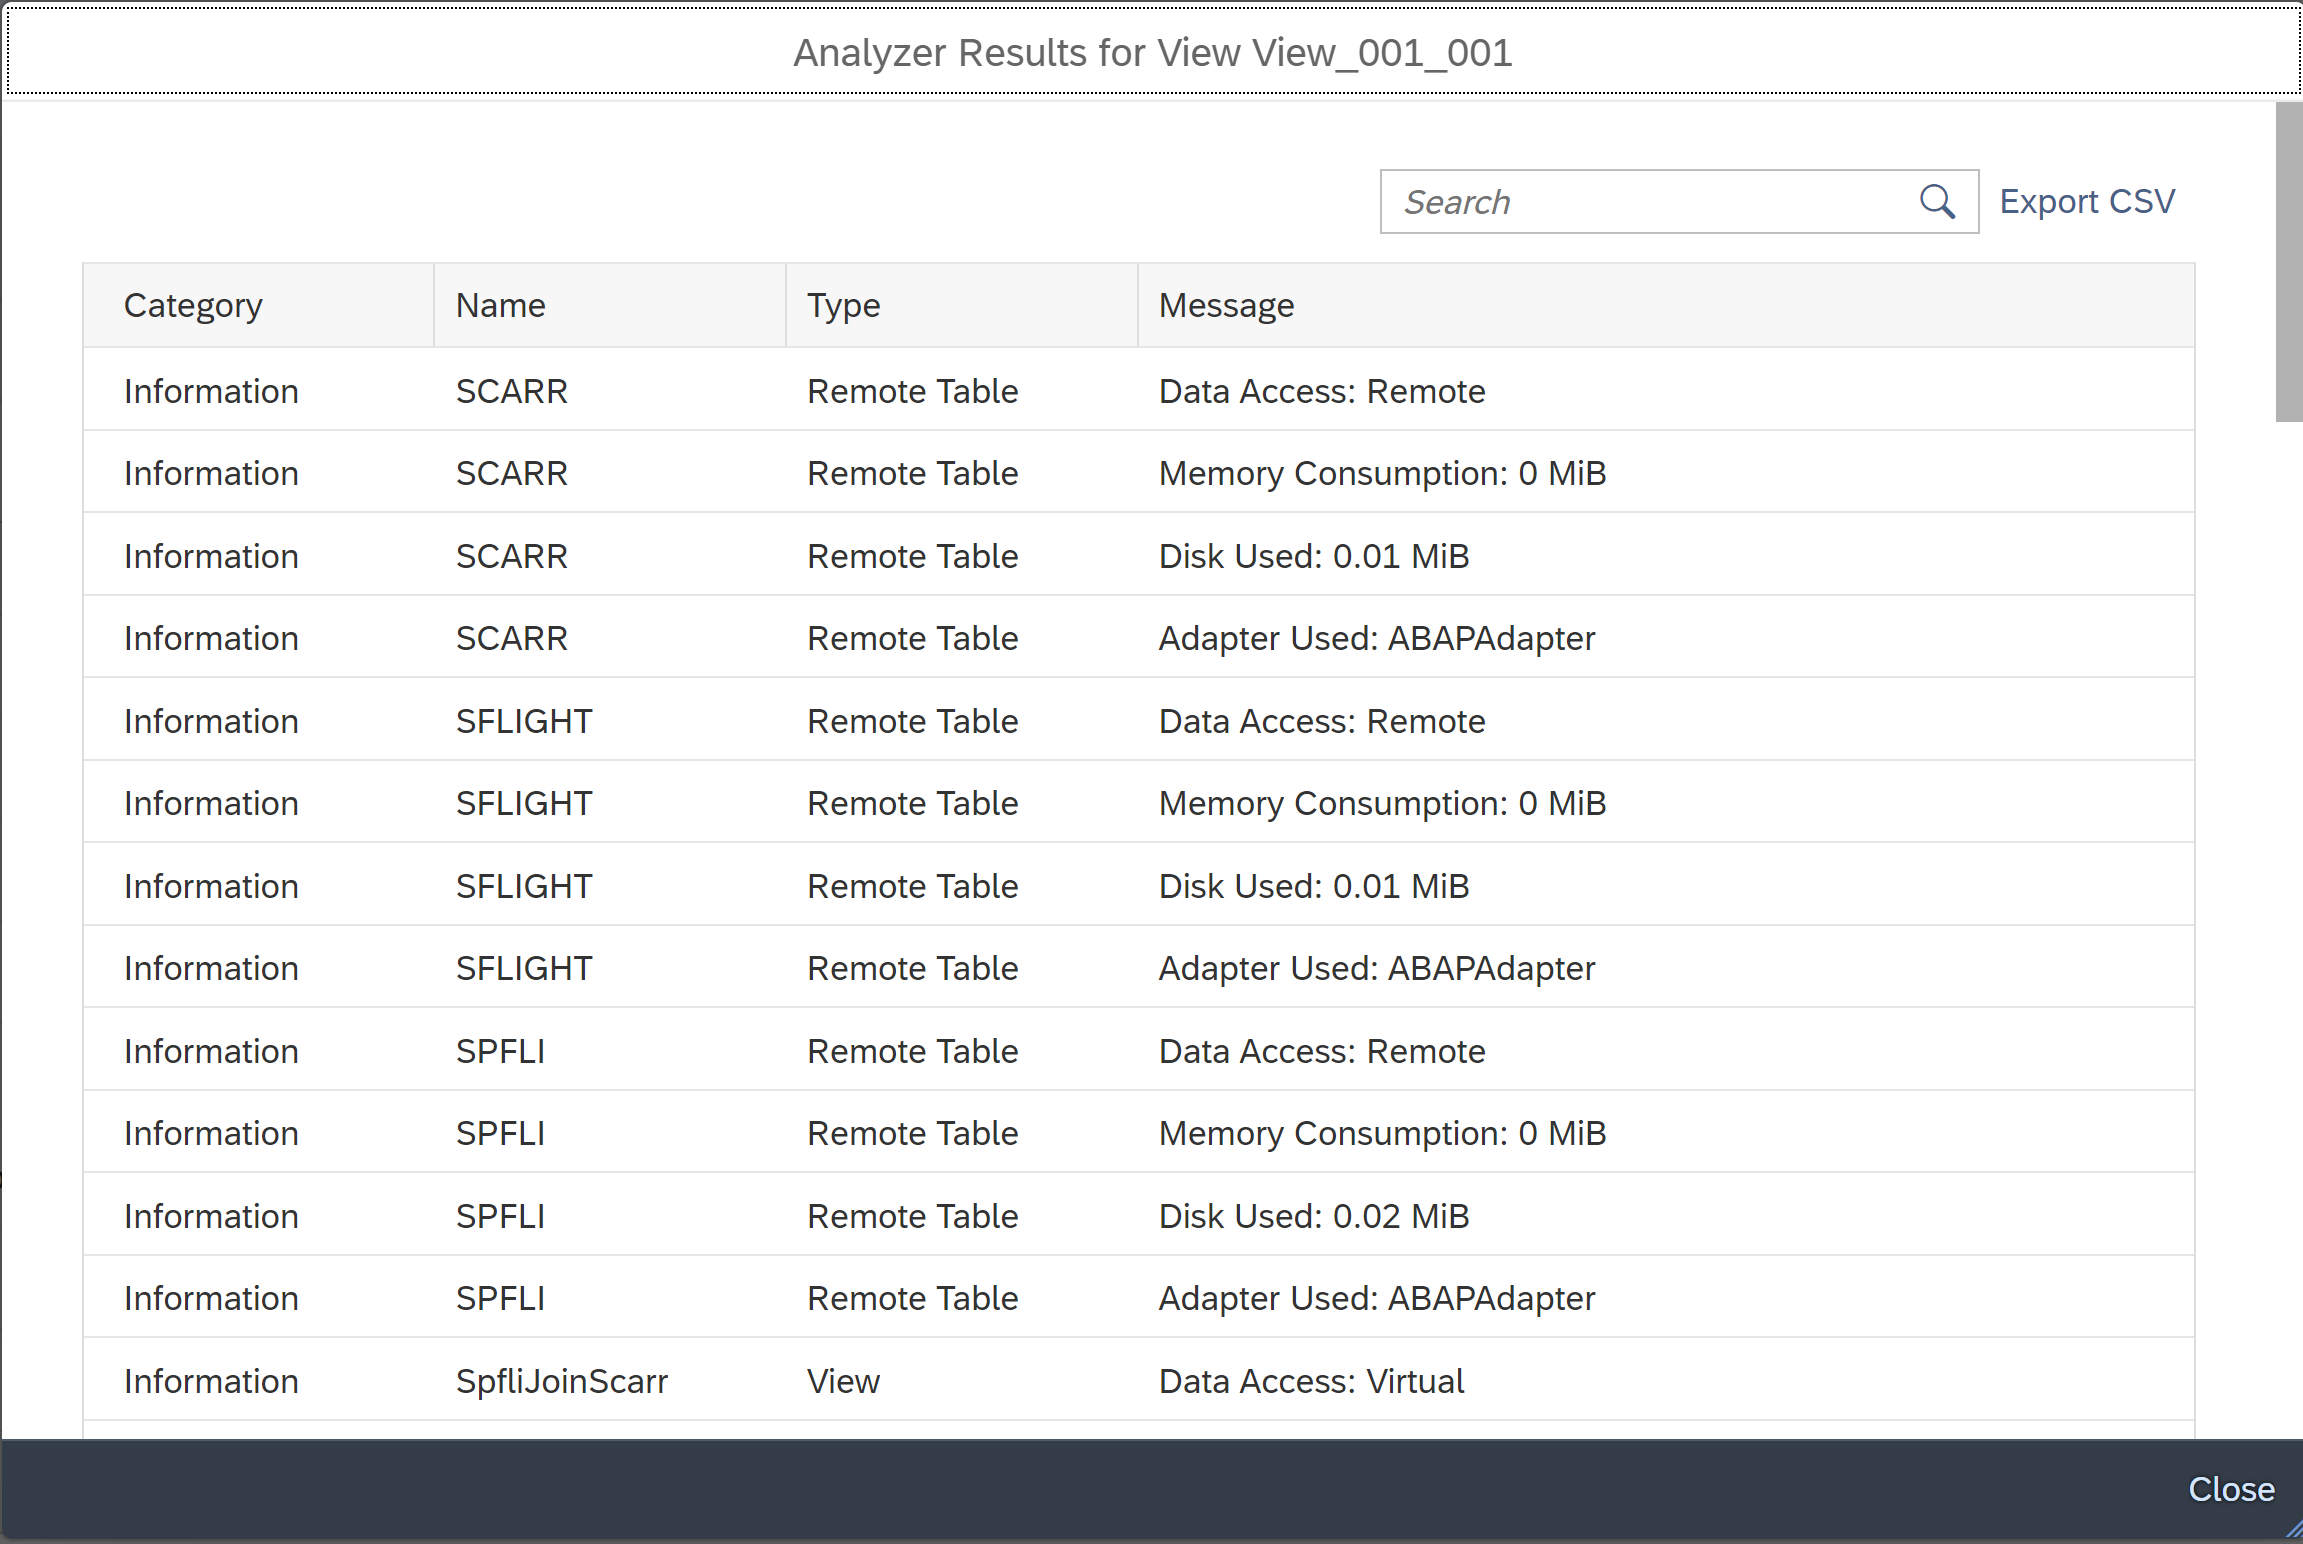 Analyzer Results for View View_001_001
Search
Export CSV
Category Name Type Message
Information SCARR Remote Table Data Access: Remote
Information SCARR Remote Table Memory Consumption: 0 MiB
Information SCARR Remote Table Disk Used: 0.01 MiB
Information SCARR Remote Table Adapter Used: ABAPAdapter
Information SFLIGHT Remote Table Data Access: Remote
Information SFLIGHT Remote Table Memory Consumption: 0 MiB
Information SFLIGHT Remote Table Disk Used: 0.01 MiB
Information SFLIGHT Remote Table Adapter Used: ABAPAdapter
Information SPFLI Remote Table Data Access: Remote
Information SPFLI Remote Table Memory Consumption: 0 MiB
Information SPFLI Remote Table Disk Used: 0.02 MiB
Information SPFLI Remote Table Adapter Used: ABAPAdapter
Information SpfliJoinScarr View Data Access: Virtual
Close